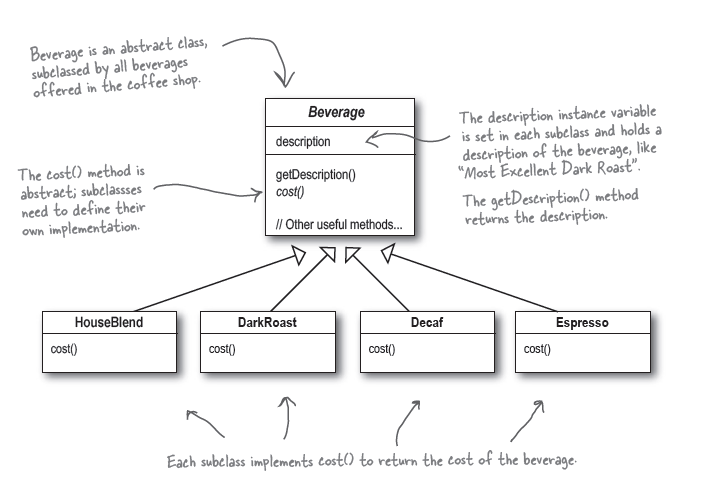 Beverage is an abstract class,
subclassed by all beverages
offered in the coffee shop.
Beverage
description
getDescription()
cost()
// Other useful methods...
The description instance variable
is set in each subclass and holds a
description of the beverage, like
“Most Excellent Dark Roast”.
The getDescription() method
returns the description.
The cost() method is
abstract; subclassses
need to define their
own implementation.
HouseBlend
cost()
DarkRoast
cost()
Decaf
cost()
Espresso
cost()
Each subclass implements cost() to return the cost of the beverage.